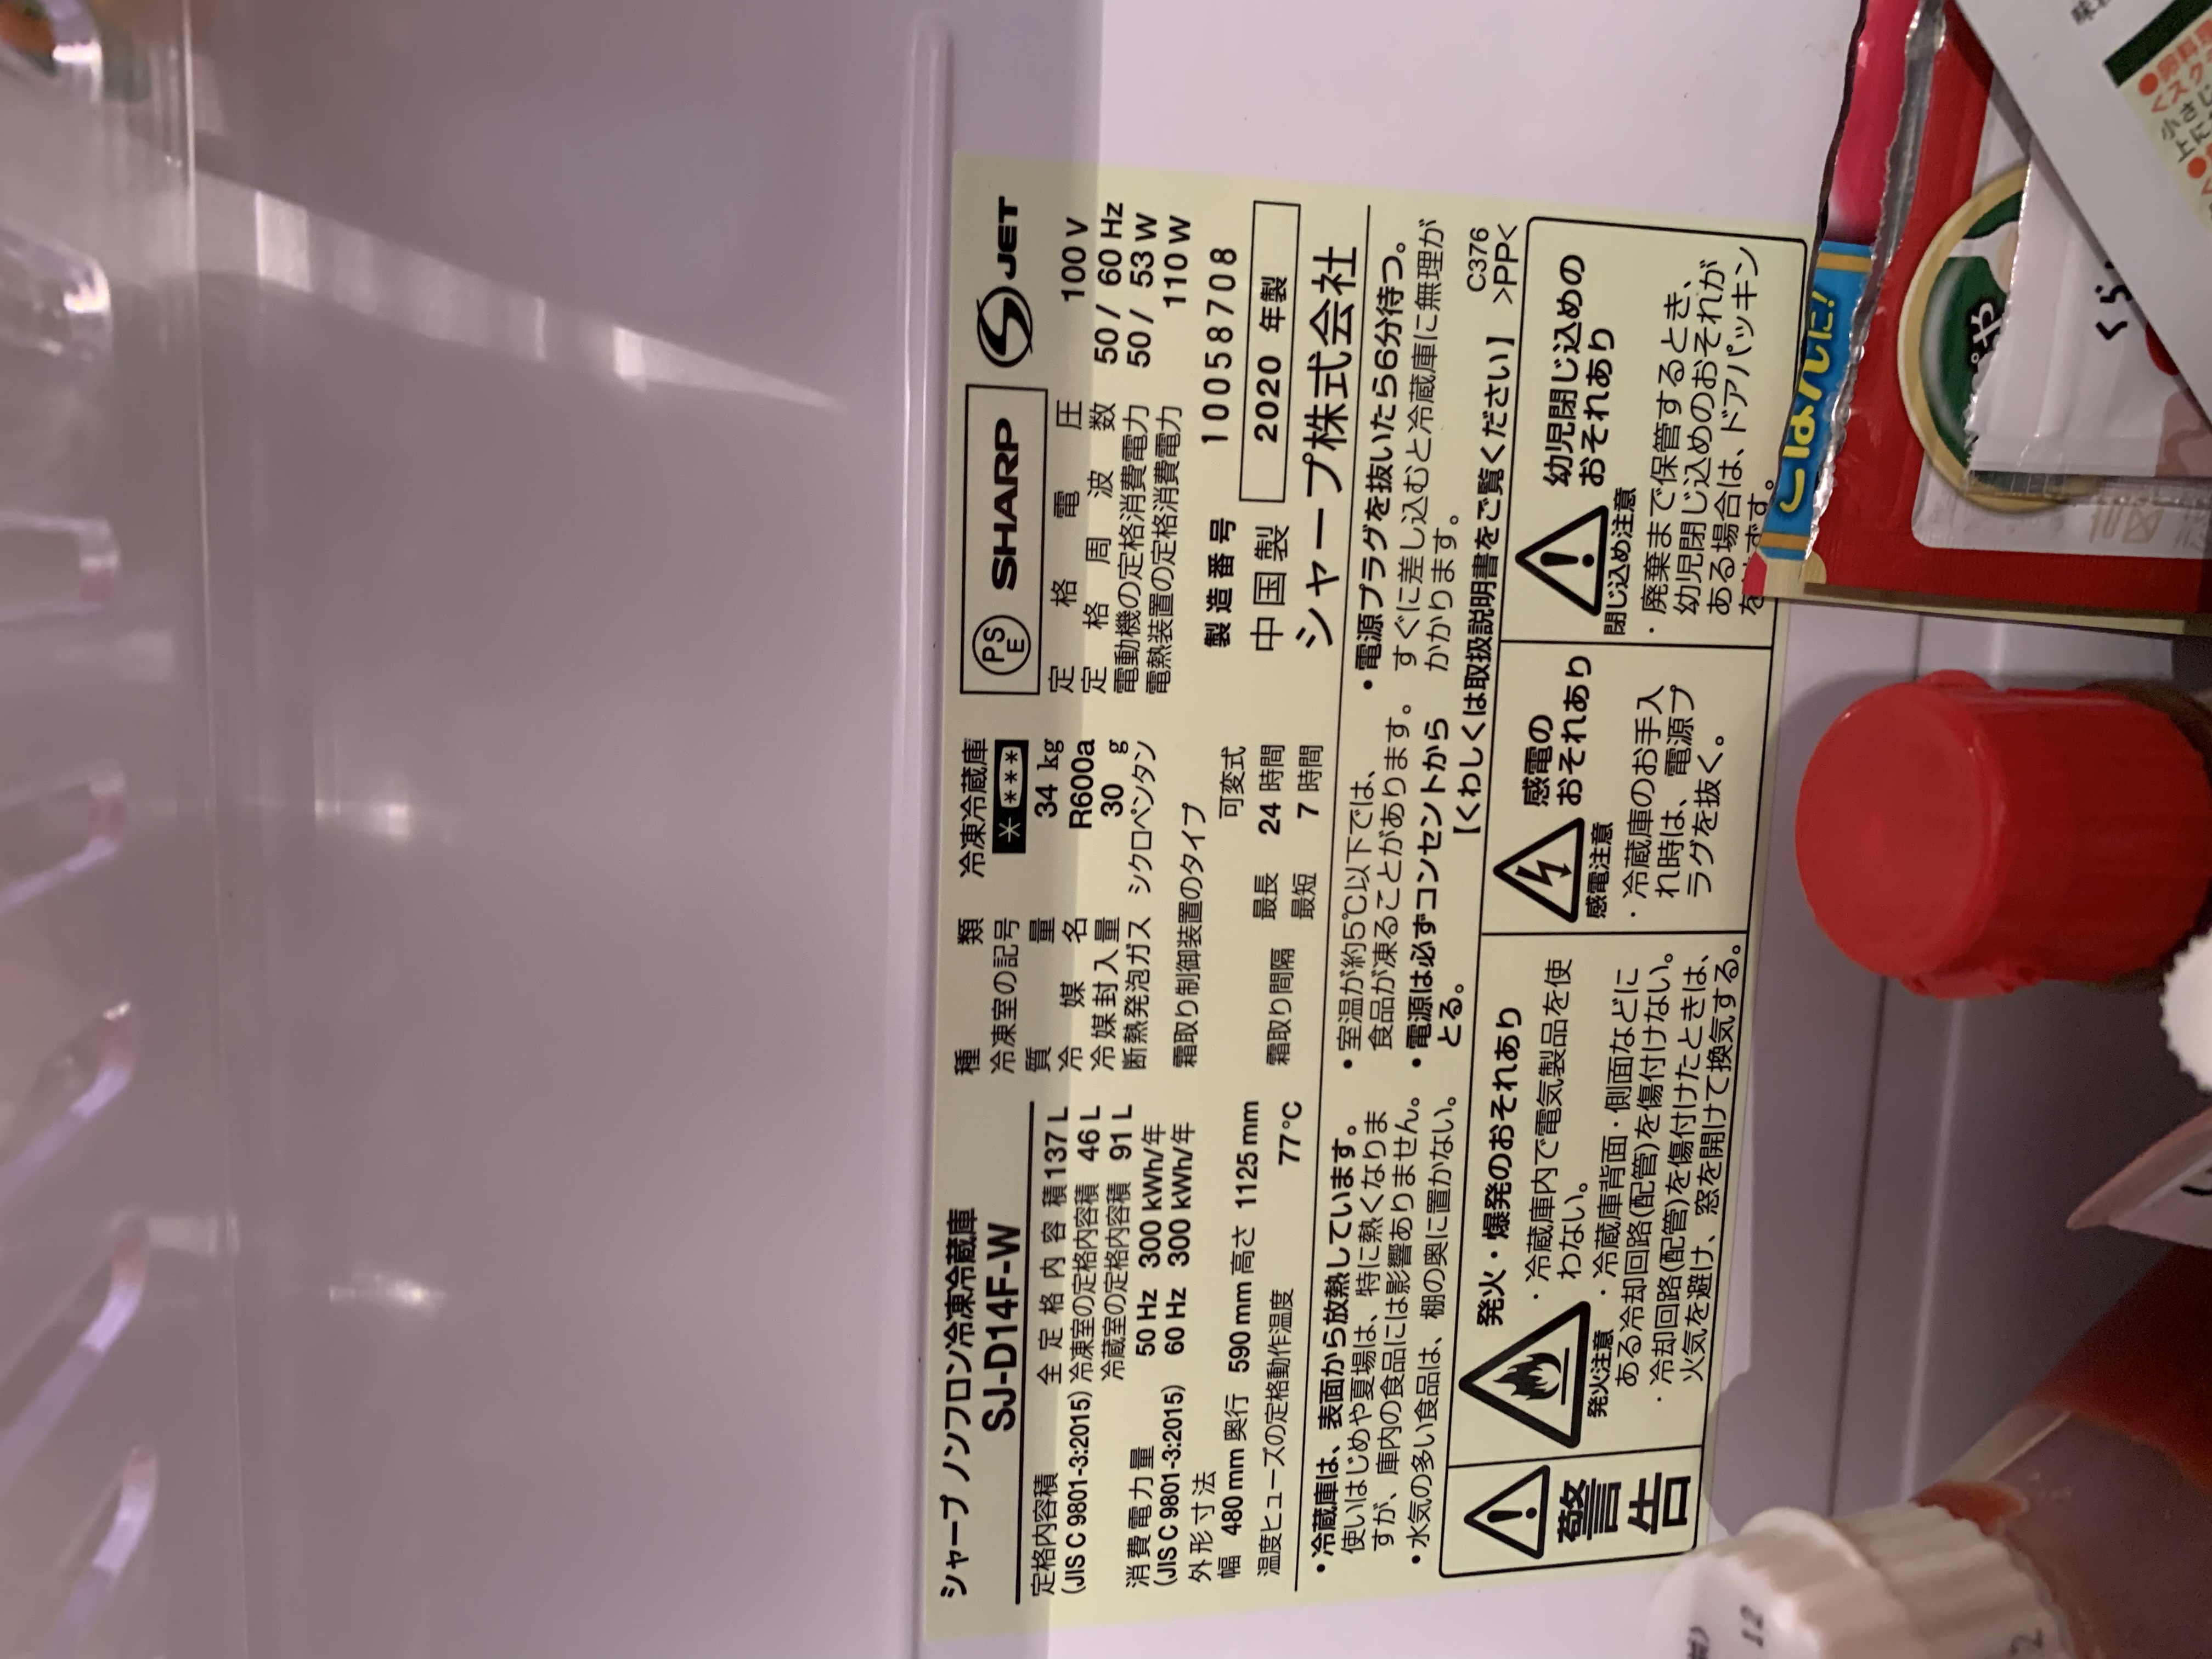 シャープ ノンフロン冷凍冷蔵庫
SJ-D14F-W
定格内容積 全定格内容積 137 L
(JIS C 9801-3:2015) 冷凍室の定格内容積 46 L
冷蔵室の定格内容積 91 L
消費電力量 50 Hz 300 kWh/年
(JIS C 9801-3:2015) 60 Hz 300 kWh/年
外形寸法
幅 480 mm 奥行 590 mm 高さ 1125 mm
温度ヒューズの定格動作温度 77℃
種類 冷凍冷蔵庫
冷凍室の記号 ****
質量 34 kg
冷媒名 R600a
冷媒封入量 30 g
断熱発泡ガス シクロペンタン
霜取り制御装置のタイプ
可変式
霜取り間隔 最長 24 時間
最短 7 時間
PSE SHARP S JET
定格電圧 100 V
定格周波数 50 / 60 Hz
電動機の定格消費電力 50 / 53 W
電熱装置の定格消費電力 110 W
製造番号 10058708
中国製 2020 年製
シャープ株式会社
・冷蔵庫は、表面から放熱しています。
使いはじめや夏場は、特に熱くなりま
すが、庫内の食品には影響ありません。
・水気の多い食品は、棚の奥に置かない。
・室温が約5℃以下では、
食品が凍ることがあります。
・電源は必ずコンセントから
とる。
・電源プラグを抜いたら6分待つ。
すぐに差し込むと冷蔵庫に無理が
かかります。
【くわしくは取扱説明書をご覧ください】
C376
>PP<
警告
発火・爆発のおそれあり
発火注意
・冷蔵庫内で電気製品を使
わない。
・冷蔵庫背面・側面などに
ある冷却回路(配管)を傷付けない。
・冷却回路(配管)を傷付けたときは、
火気を避け、窓を開けて換気する。
感電の
おそれあり
感電注意
・冷蔵庫のお手入
れ時は、電源プ
ラグを抜く。
幼児閉じ込めの
おそれあり
閉じ込め注意
・廃棄まで保管するとき、
幼児閉じ込めのおそれが
ある場合は、ドアパッキン
を
ごはんに!
くら
12